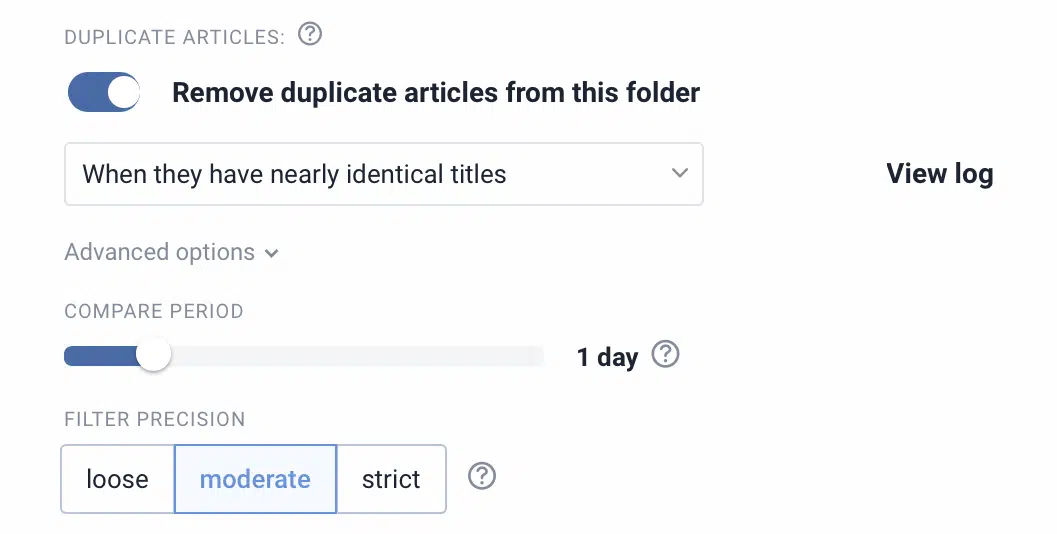 DUPLICATE ARTICLES: ?
Remove duplicate articles from this folder
When they have nearly identical titles
View log
Advanced options
COMPARE PERIOD
1 day ?
FILTER PRECISION
loose moderate strict ?